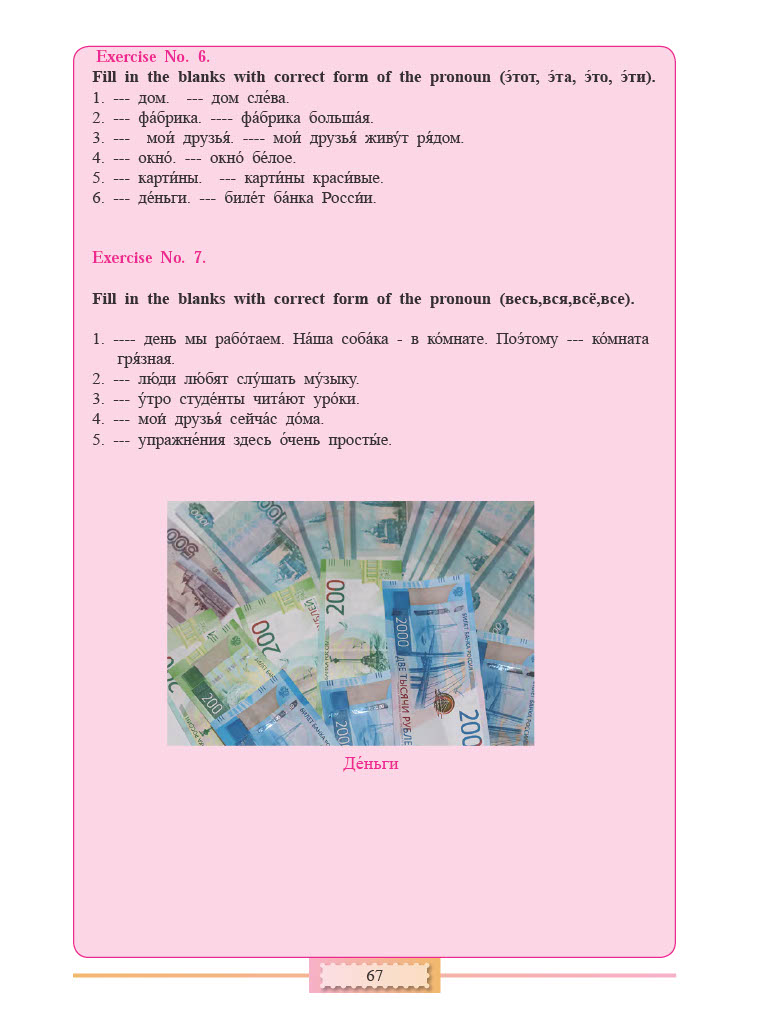 Exercise No. 6.
Fill in the blanks with correct form of the pronoun (э́тот, э́та, э́то, э́ти).
1. --- дом. --- дом сле́ва.
2. --- фа́брика. ---- фа́брика больша́я.
3. --- мои́ друзья́. ---- мои́ друзья́ живу́т ря́дом.
4. --- окно́. --- окно́ бе́лое.
5. --- карти́ны. --- карти́ны краси́вые.
6. --- де́ньги. --- биле́т ба́нка Росси́и.
Exercise No. 7.
Fill in the blanks with correct form of the pronoun (весь,вся,всё,все).
1. ---- день мы рабо́таем. На́ша соба́ка - в ко́мнате. Поэ́тому --- ко́мната
гря́зная.
2. --- лю́ди лю́бят слу́шать му́зыку.
3. --- у́тро студе́нты чита́ют уро́ки.
4. --- мои́ друзья́ сейча́с до́ма.
5. --- упражне́ния здесь о́чень просты́е.
500
200
200
200
2000
ДВЕ ТЫСЯЧИ РУБЛЕ
БИЛЕТ БАНКА РОССИИ
200
Де́ньги
67